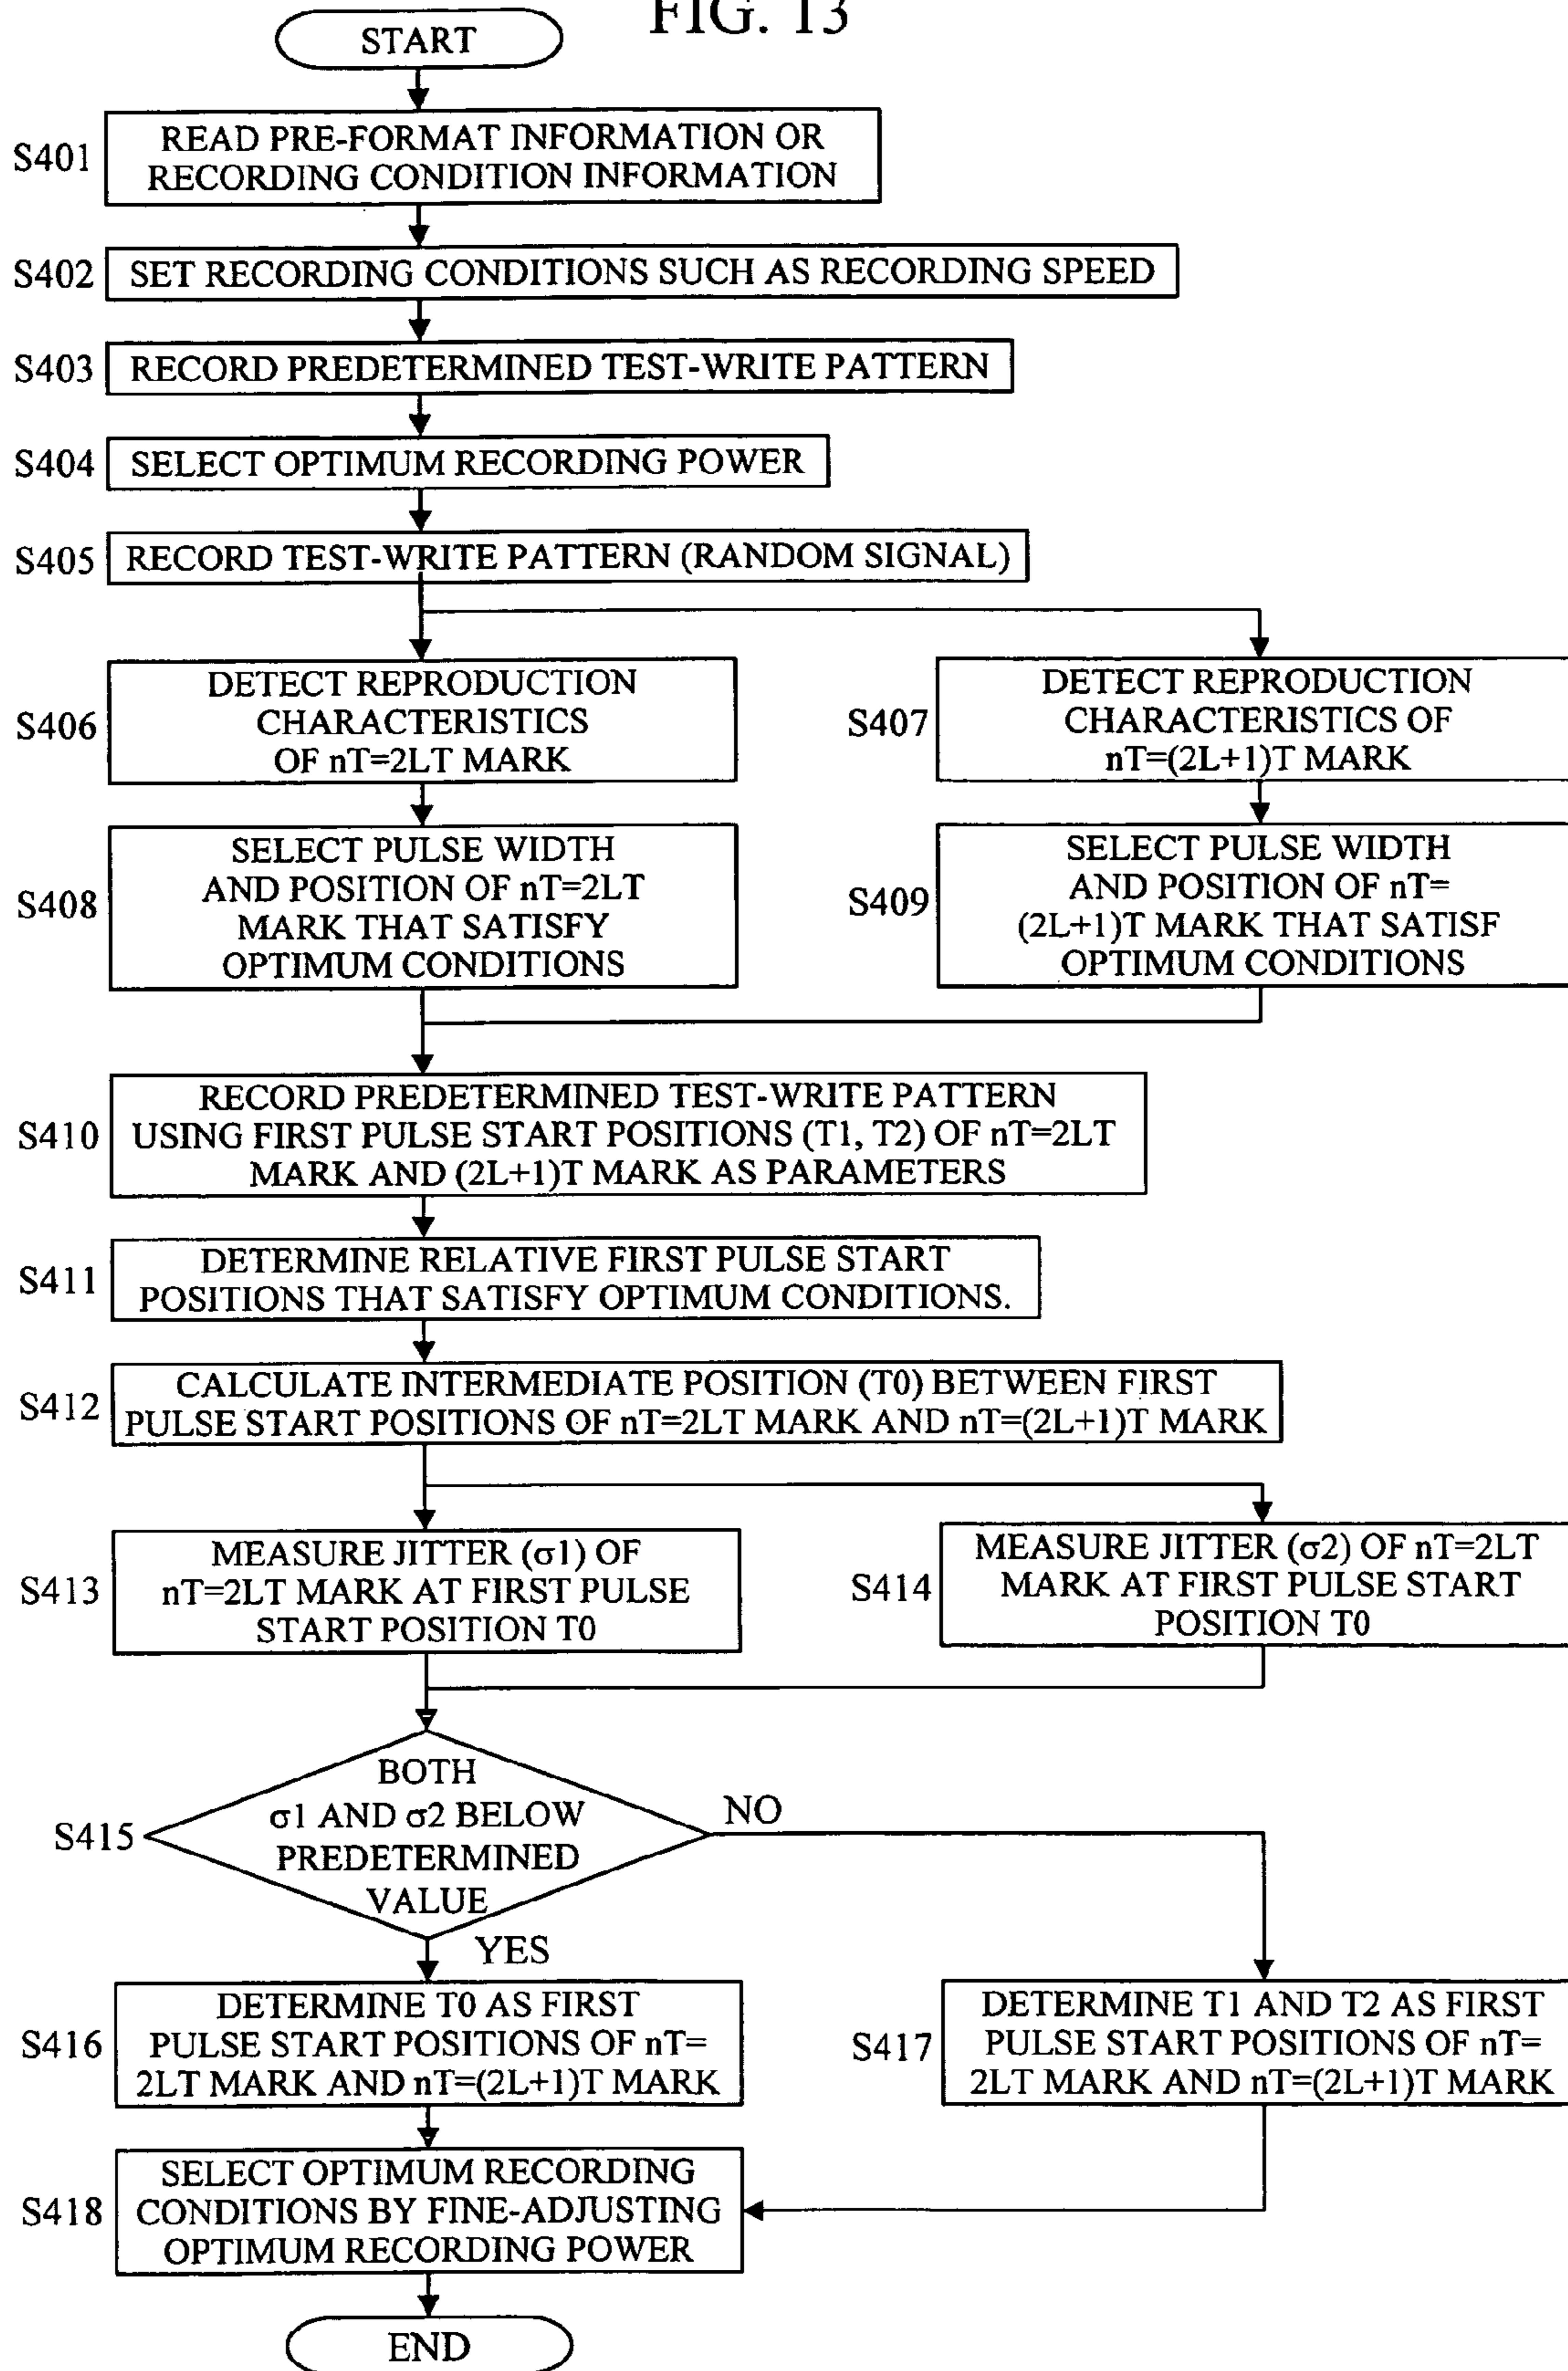 FIG. 13
START
S401
READ PRE-FORMAT INFORMATION OR
RECORDING CONDITION INFORMATION
S402
SET RECORDING CONDITIONS SUCH AS RECORDING SPEED
S403
RECORD PREDETERMINED TEST-WRITE PATTERN
S404
SELECT OPTIMUM RECORDING POWER
S405
RECORD TEST-WRITE PATTERN (RANDOM SIGNAL)
S406
DETECT REPRODUCTION
CHARACTERISTICS
OF nT=2LT MARK
S407
DETECT REPRODUCTION
CHARACTERISTICS OF
nT=(2L+1)T MARK
S408
SELECT PULSE WIDTH
AND POSITION OF nT=2LT
MARK THAT SATISFY
OPTIMUM CONDITIONS
S409
SELECT PULSE WIDTH
AND POSITION OF nT=
(2L+1)T MARK THAT SATISF
OPTIMUM CONDITIONS
S410
RECORD PREDETERMINED TEST-WRITE PATTERN
USING FIRST PULSE START POSITIONS (T1, T2) OF nT=2LT
MARK AND (2L+1)T MARK AS PARAMETERS
S411
DETERMINE RELATIVE FIRST PULSE START
POSITIONS THAT SATISFY OPTIMUM CONDITIONS.
S412
CALCULATE INTERMEDIATE POSITION (T0) BETWEEN FIRST
PULSE START POSITIONS OF nT=2LT MARK AND nT=(2L+1)T MARK
S413
MEASURE JITTER (σ1) OF
nT=2LT MARK AT FIRST PULSE
START POSITION T0
S414
MEASURE JITTER (σ2) OF nT=2LT
MARK AT FIRST PULSE START
POSITION T0
S415
BOTH
σ1 AND σ2 BELOW
PREDETERMINED
VALUE
NO
YES
S416
DETERMINE T0 AS FIRST
PULSE START POSITIONS OF nT=
2LT MARK AND nT=(2L+1)T MARK
S417
DETERMINE T1 AND T2 AS FIRST
PULSE START POSITIONS OF nT=
2LT MARK AND nT=(2L+1)T MARK
S418
SELECT OPTIMUM RECORDING
CONDITIONS BY FINE-ADJUSTING
OPTIMUM RECORDING POWER
END